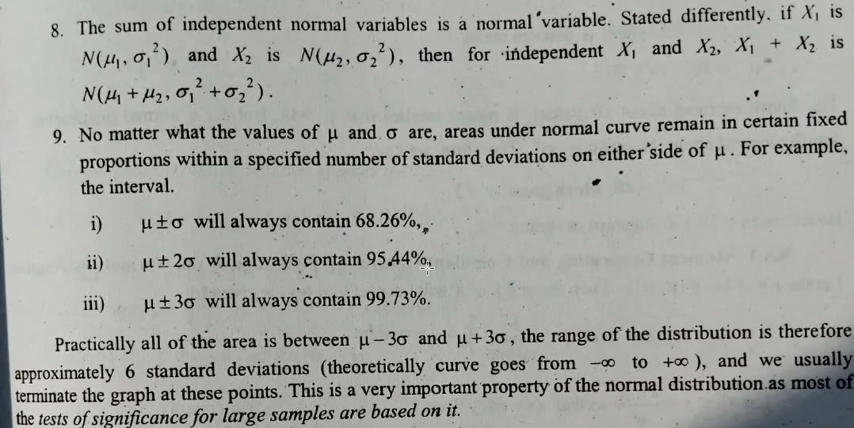 8. The sum of independent normal variables is a normal variable. Stated differently. if X₁ is
N(μ₁, σ₁²) and X₂ is N(μ₂, σ₂²), then for independent X₁ and X₂, X₁ + X₂ is
N(μ₁ + μ₂, σ₁² + σ₂²).
9. No matter what the values of μ and σ are, areas under normal curve remain in certain fixed
proportions within a specified number of standard deviations on either side of μ. For example,
the interval.
i) μ ± σ will always contain 68.26%,
ii) μ ± 2σ will always contain 95.44%,
iii) μ ± 3σ will always contain 99.73%.
Practically all of the area is between μ – 3σ and μ + 3σ, the range of the distribution is therefore
approximately 6 standard deviations (theoretically curve goes from –∞ to +∞), and we usually
terminate the graph at these points. This is a very important property of the normal distribution as most of
the tests of significance for large samples are based on it.